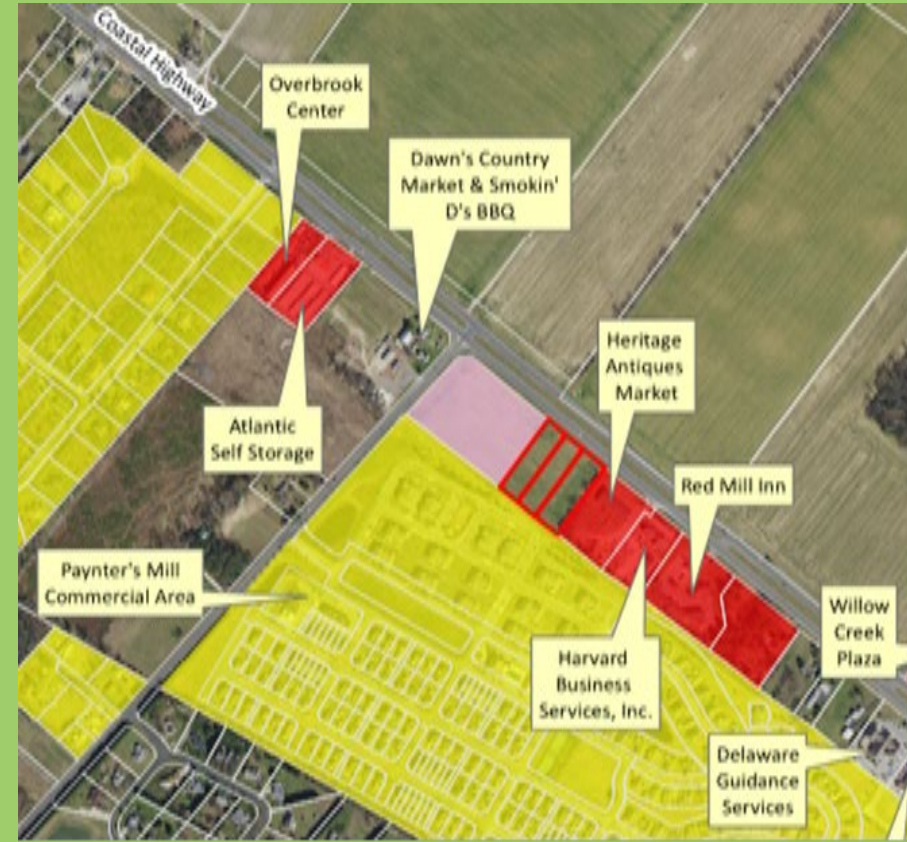 Coastal Highway
Overbrook
Center
Dawn's Country
Market & Smokin'
D's BBQ
Heritage
Antiques
Market
Atlantic
Self Storage
Red Mill Inn
Paynter's Mill
Commercial Area
Willow
Creek
Plaza
Harvard
Business
Services, Inc.
Delaware
Guidance
Services